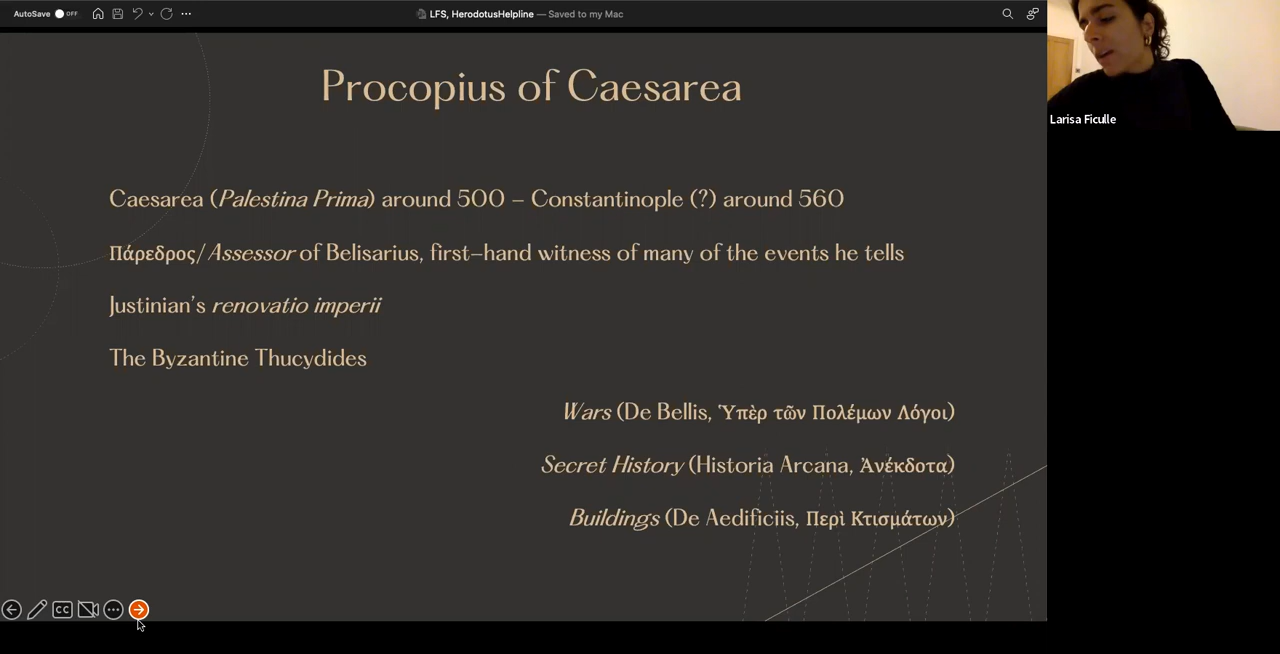 AutoSave OFF
LFS, HerodotusHelpline — Saved to my Mac
Procopius of Caesarea
Caesarea (Palestina Prima) around 500 – Constantinople (?) around 560
Πάρεδρος/Assessor of Belisarius, first-hand witness of many of the events he tells
Justinian's renovatio imperii
The Byzantine Thucydides
Wars (De Bellis, Ὑπὲρ τῶν Πολέμων Λόγοι)
Secret History (Historia Arcana, Ἀνέκδοτα)
Buildings (De Aedificiis, Περὶ Κτισμάτων)
CC
Larisa Ficulle